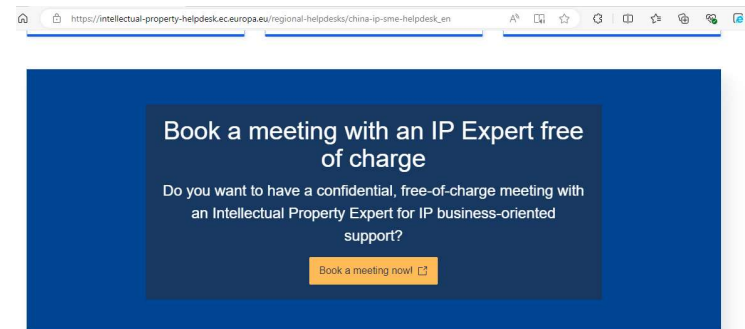 https://intellectual-property-helpdesk.ec.europa.eu/regional-helpdesks/china-ip-sme-helpdesk_en
Book a meeting with an IP Expert free
of charge
Do you want to have a confidential, free-of-charge meeting with
an Intellectual Property Expert for IP business-oriented
support?
Book a meeting now!